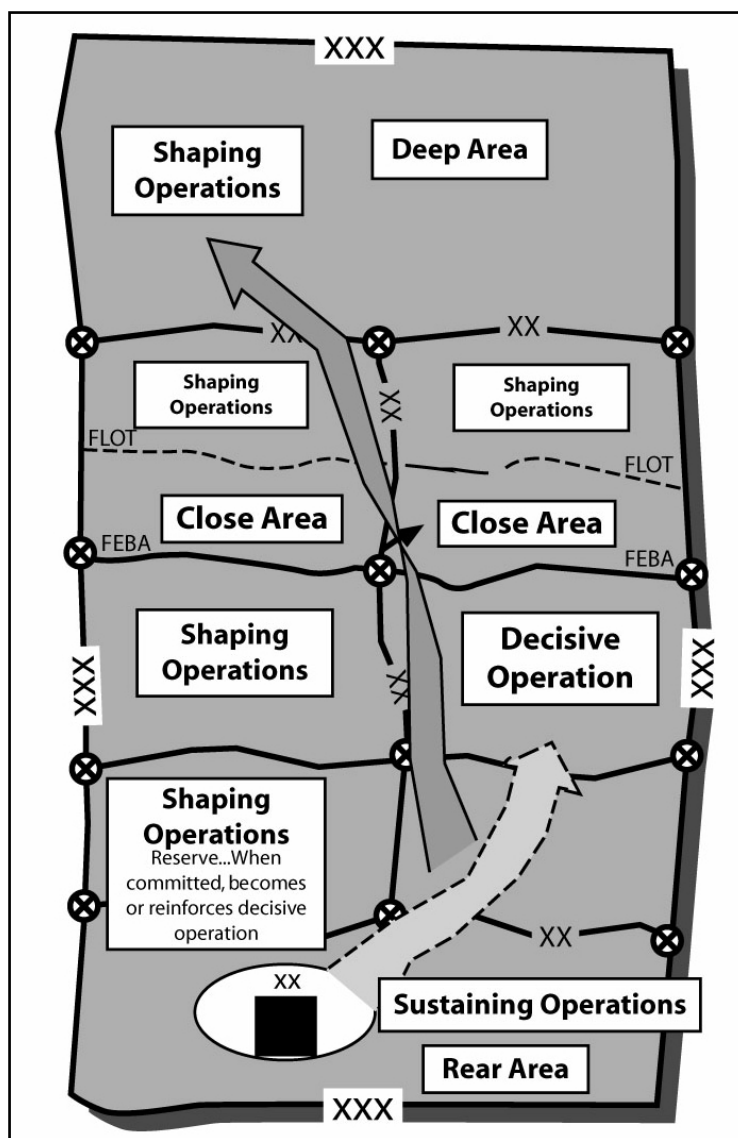 XXX
Shaping
Operations
Deep Area
XX
XX
Shaping
Operations
Shaping
Operations
XX
FLOT
FLOT
Close Area
Close Area
FEBA
FEBA
Shaping
Operations
Decisive
Operation
XXX
XX
XXX
Shaping
Operations
Reserve...When
committed, becomes
or reinforces decisive
operation
XX
XX
Sustaining Operations
Rear Area
XXX